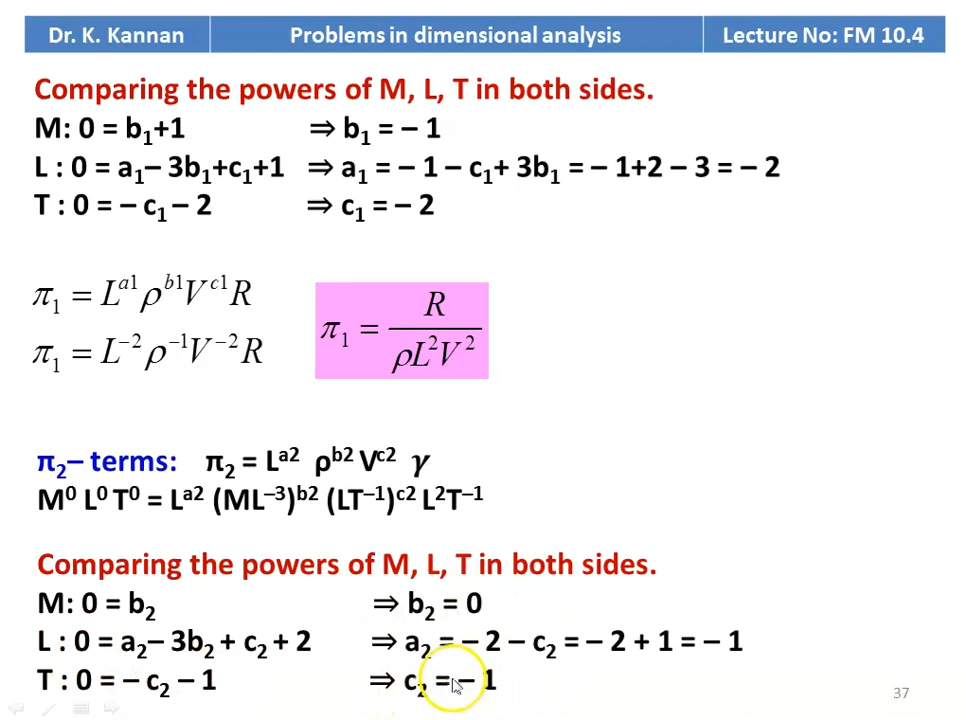 Dr. K. Kannan Problems in dimensional analysis Lecture No: FM 10.4
Comparing the powers of M, L, T in both sides.
M: 0 = b₁+1 ⇒ b₁ = – 1
L : 0 = a₁– 3b₁+c₁+1 ⇒ a₁ = – 1 – c₁+ 3b₁ = – 1+2 – 3 = – 2
T : 0 = – c₁ – 2 ⇒ c₁ = – 2
π₁ = L^a1 ρ^b1 V^c1 R
π₁ = L⁻² ρ⁻¹ V⁻² R
π₁ = R / ρL²V²
π₂– terms: π₂ = L^a2 ρ^b2 V^c2 γ
M⁰ L⁰ T⁰ = L^a2 (ML⁻³)^b2 (LT⁻¹)^c2 L²T⁻¹
Comparing the powers of M, L, T in both sides.
M: 0 = b₂ ⇒ b₂ = 0
L : 0 = a₂– 3b₂ + c₂ + 2 ⇒ a₂ = – 2 – c₂ = – 2 + 1 = – 1
T : 0 = – c₂ – 1 ⇒ c₂ = – 1
37